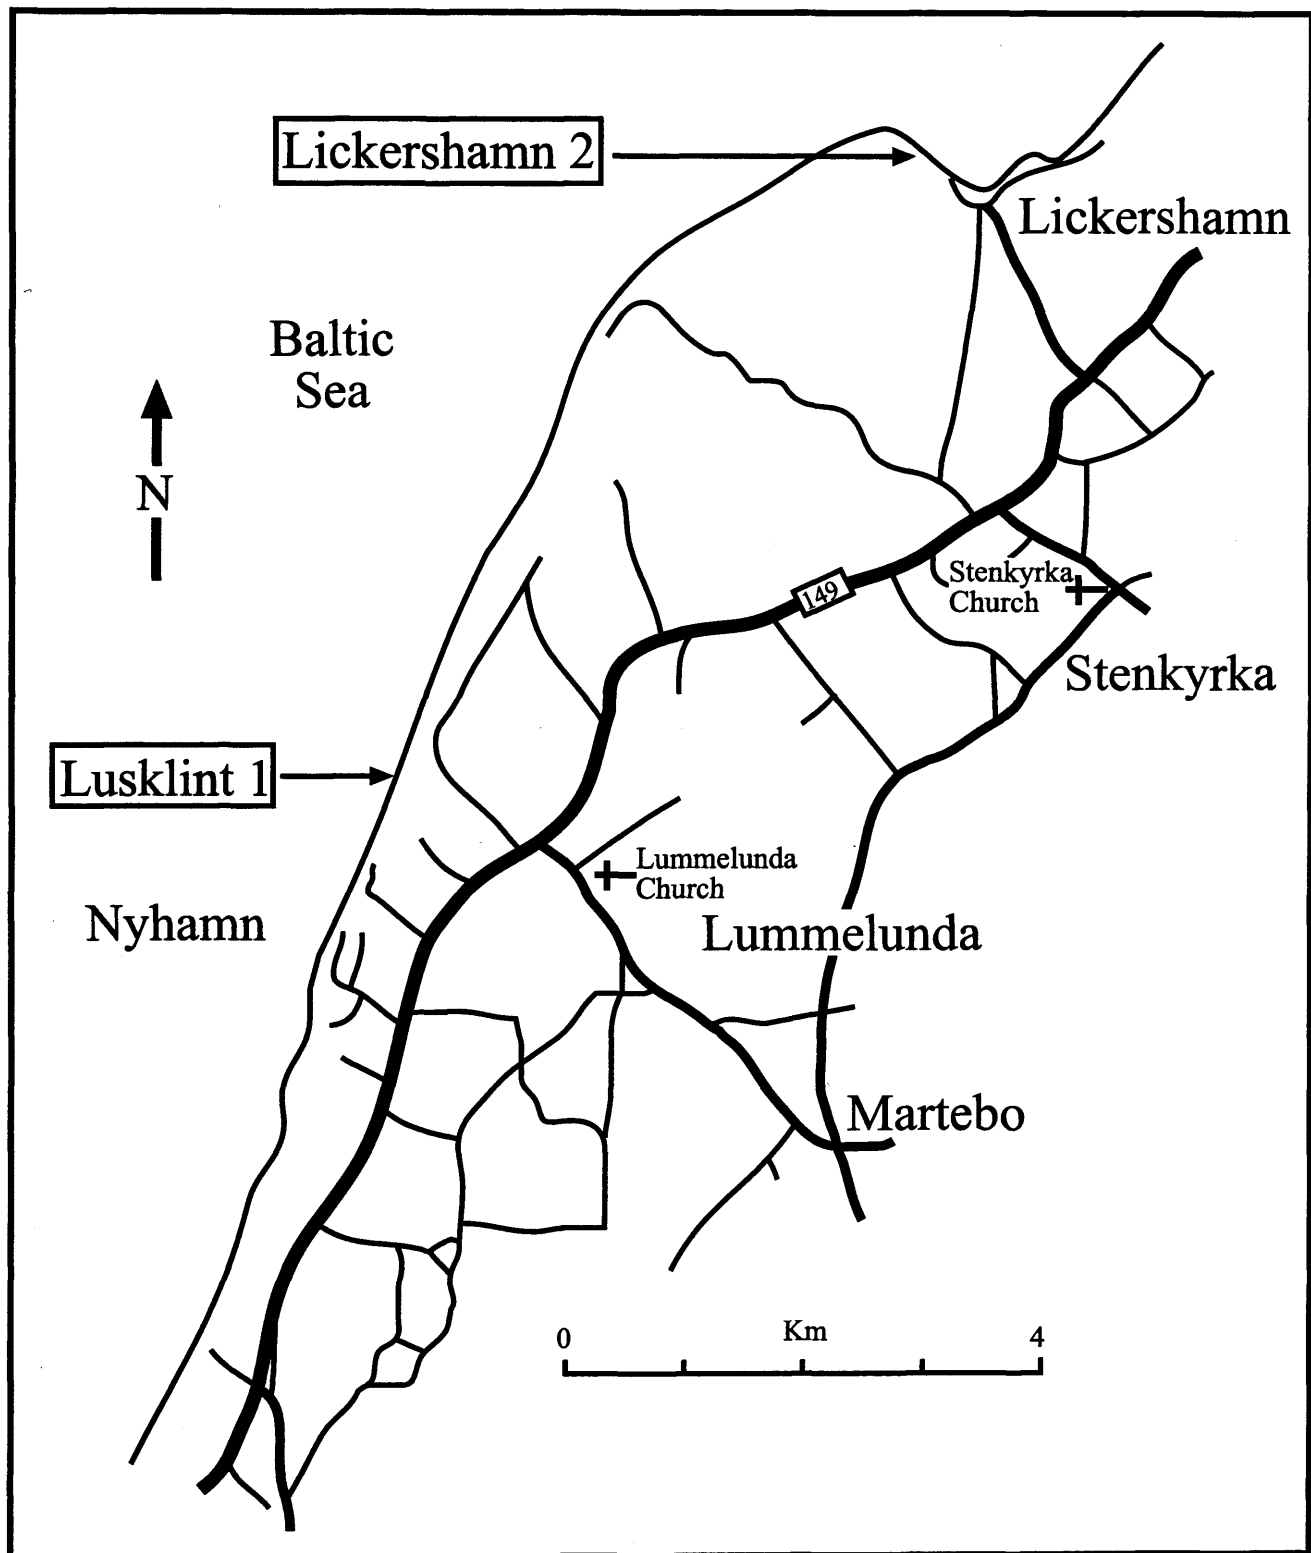 Lickershamn 2
Lickershamn
Baltic
Sea
N
149
Stenkyrka
Church
Stenkyrka
Lusklint 1
Lummelunda
Church
Nyhamn
Lummelunda
Martebo
0 Km 4